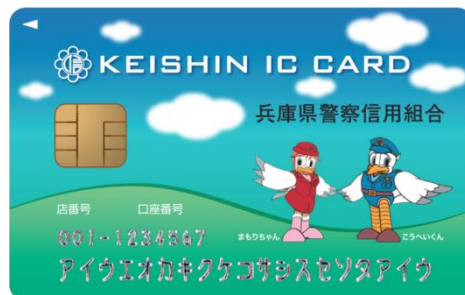 信 KEISHIN IC CARD
兵庫県警察信用組合
店番号 口座番号
001-1234567
まもりちゃん こうへいくん
アイウエオカキクケコサシスセソタアイウ